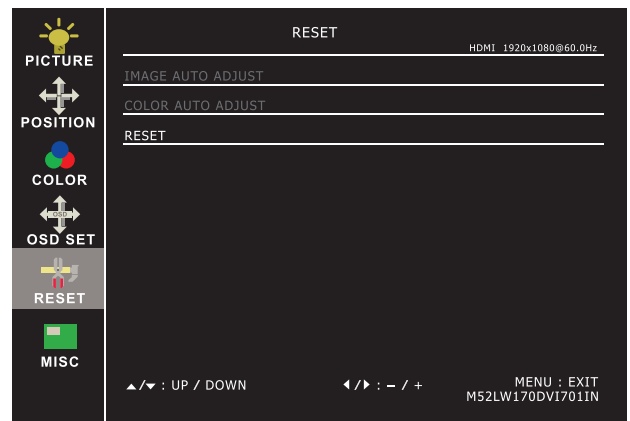 PICTURE
POSITION
COLOR
OSD
OSD SET
RESET
MISC
RESET
HDMI 1920x1080@60.0Hz
IMAGE AUTO ADJUST
COLOR AUTO ADJUST
RESET
▲/▼ : UP / DOWN
◀/▶ : – / +
MENU : EXIT
M52LW170DVI701IN